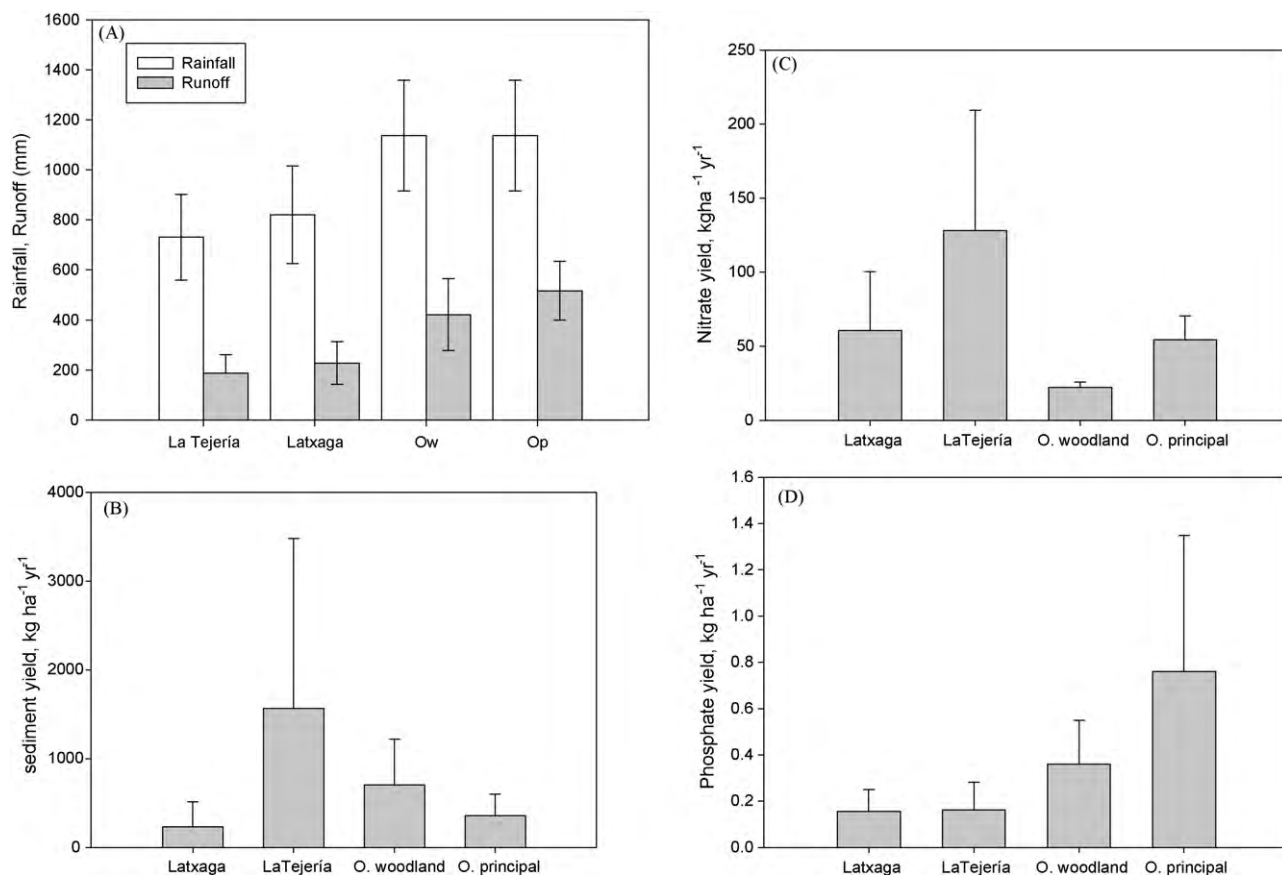 (A)
Rainfall
Runoff
Rainfall, Runoff (mm)
1600
1400
1200
1000
800
600
400
200
0
La Tejería Latxaga Ow Op
(C)
Nitrate yield, kgha⁻¹ yr⁻¹
250
200
150
100
50
0
Latxaga LaTejería O. woodland O. principal
(B)
sediment yield, kg ha⁻¹ yr⁻¹
4000
3000
2000
1000
0
Latxaga LaTejería O. woodland O. principal
(D)
Phosphate yield, kg ha⁻¹ yr⁻¹
1.6
1.4
1.2
1.0
0.8
0.6
0.4
0.2
0.0
Latxaga LaTejería O. woodland O. principal